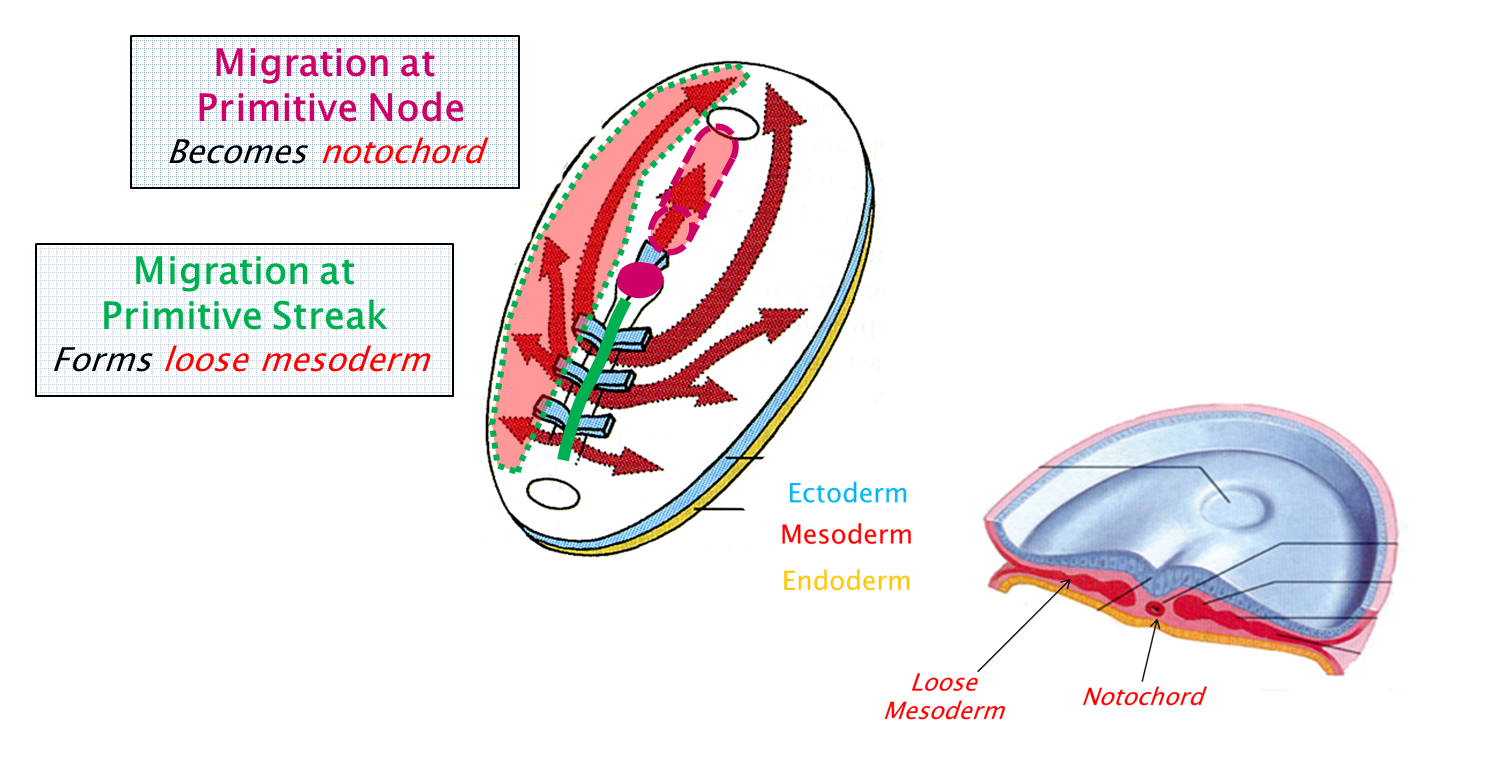 Migration at
Primitive Node
Becomes notochord
Migration at
Primitive Streak
Forms loose mesoderm
Ectoderm
Mesoderm
Endoderm
Loose
Mesoderm
Notochord